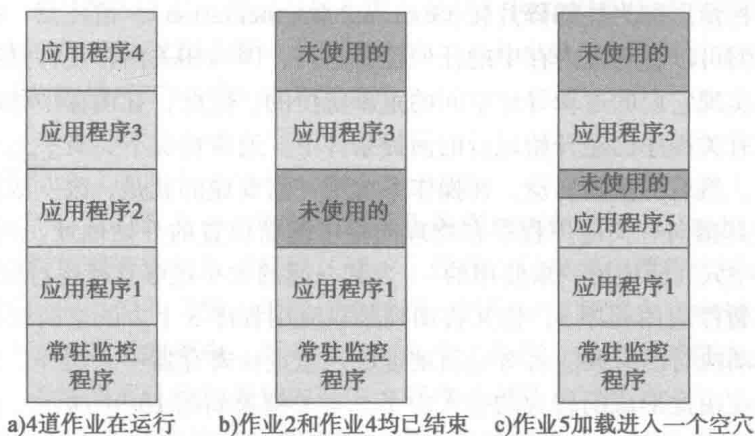 应用程序4
应用程序3
应用程序2
应用程序1
常驻监控
程序
未使用的
应用程序3
未使用的
应用程序1
常驻监控
程序
未使用的
应用程序3
未使用的
应用程序5
应用程序1
常驻监控
程序
a)4道作业在运行 b)作业2和作业4均已结束 c)作业5加载进入一个空穴